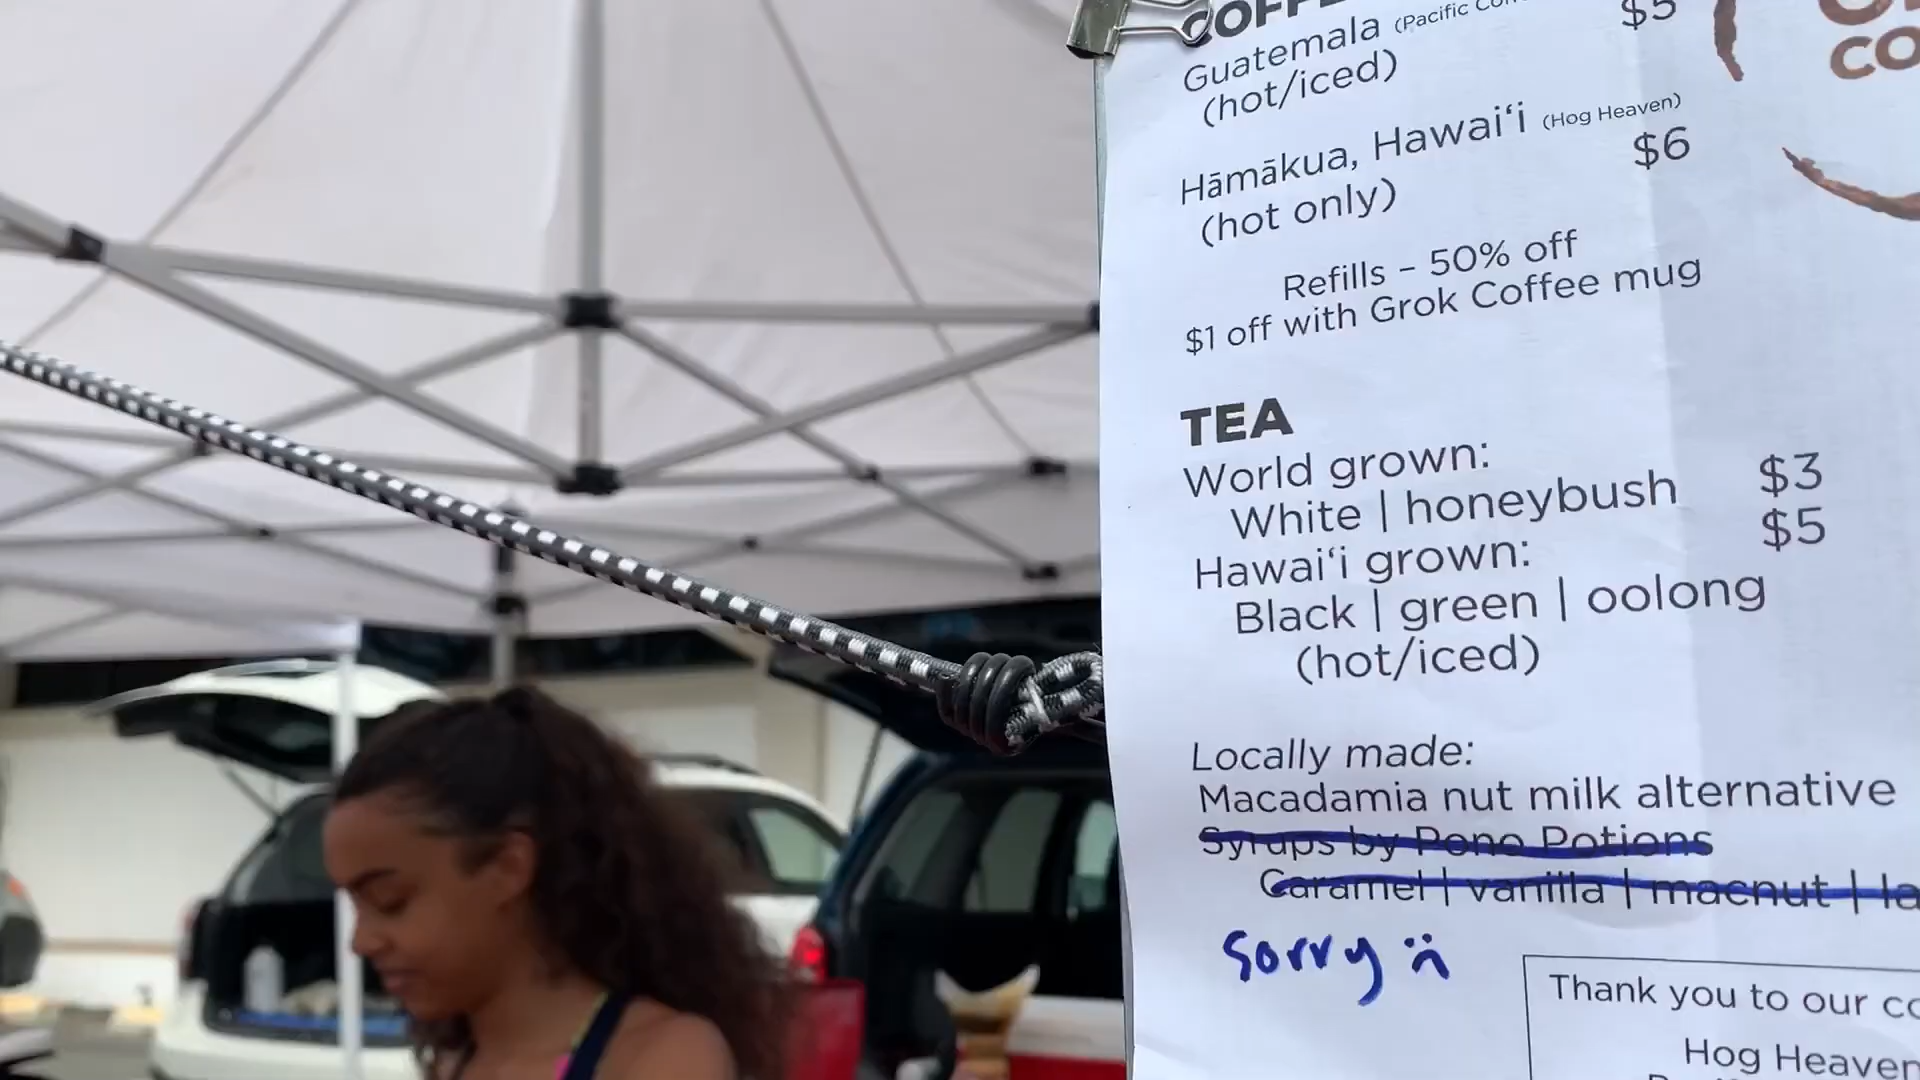 Guatemala (Pacific
$5
(hot/iced)
Hāmākua, Hawaiʻi (Hog Heaven)
$6
(hot only)
Refills – 50% off
$1 off with Grok Coffee mug
TEA
World grown:
White | honeybush $3
Hawaiʻi grown: $5
Black | green | oolong
(hot/iced)
Locally made:
Macadamia nut milk alternative
Syrups by Pono Potions
Caramel | vanilla | macnut |
Sorry :(
Thank you to our
Hog Heaven